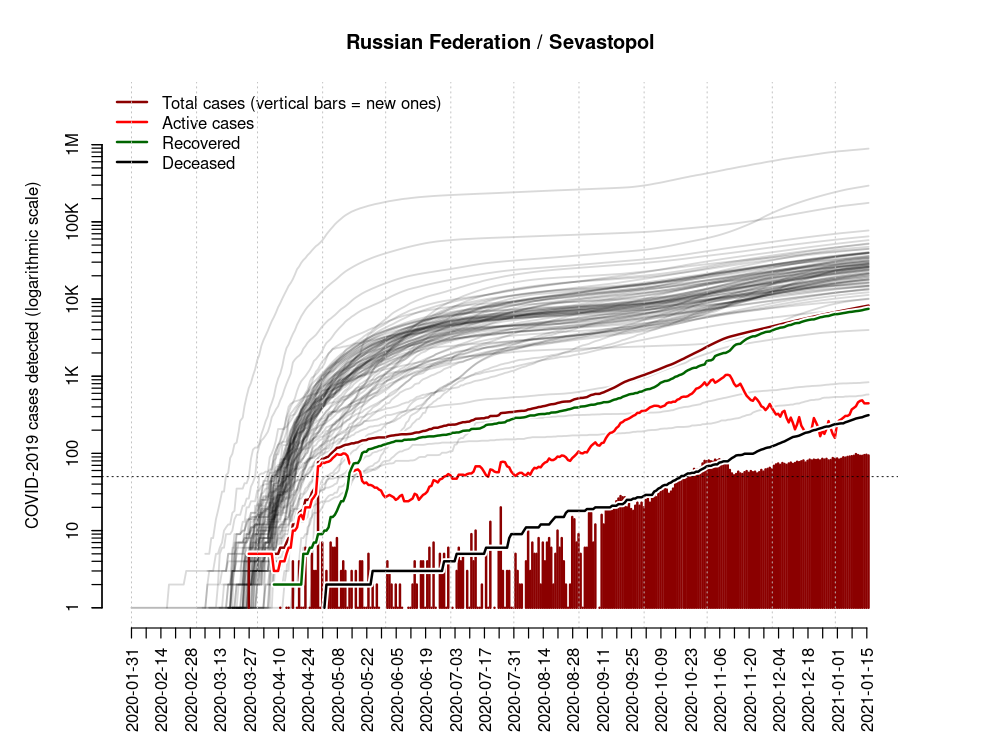 Russian Federation / Sevastopol
Total cases (vertical bars = new ones)
Active cases
Recovered
Deceased
COVID-2019 cases detected (logarithmic scale)
1M
100K
10K
1K
100
10
1
2020-01-31
2020-02-14
2020-02-28
2020-03-13
2020-03-27
2020-04-10
2020-04-24
2020-05-08
2020-05-22
2020-06-05
2020-06-19
2020-07-03
2020-07-17
2020-07-31
2020-08-14
2020-08-28
2020-09-11
2020-09-25
2020-10-09
2020-10-23
2020-11-06
2020-11-20
2020-12-04
2020-12-18
2021-01-01
2021-01-15